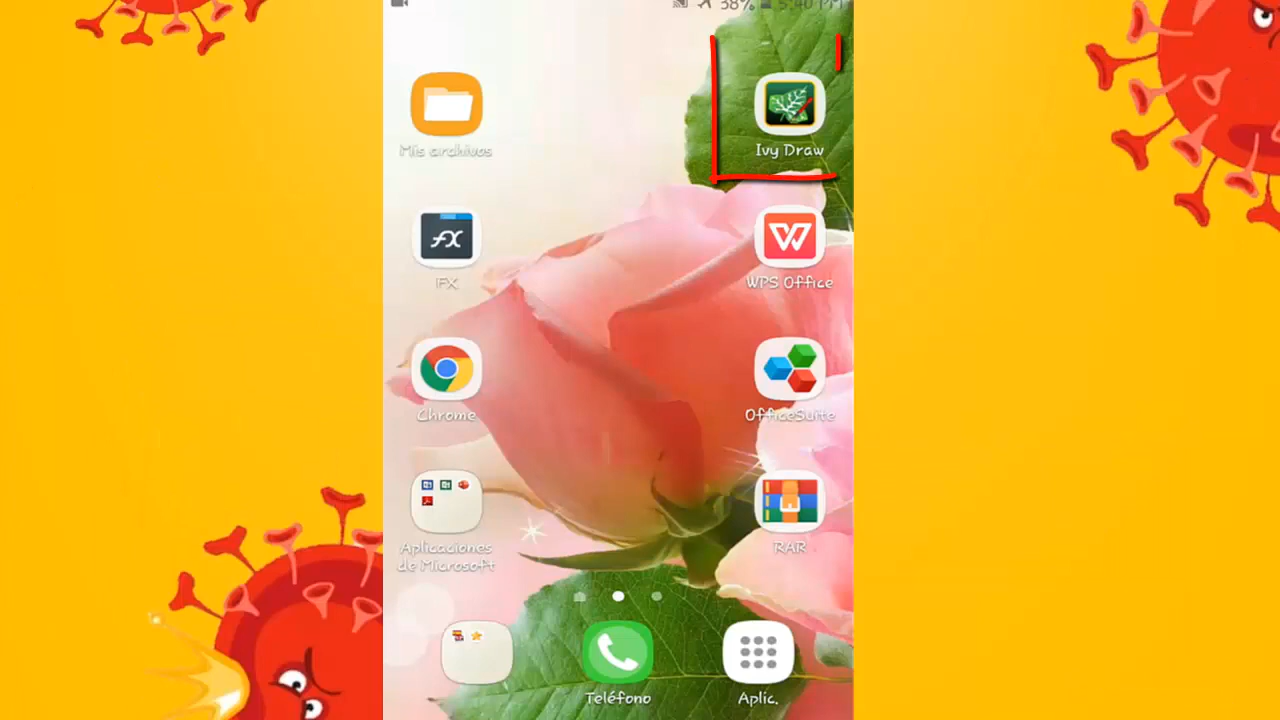 38% 5:40 PM
Mis archivos
Ivy Draw
FX
FX
W
WPS Office
Chrome
OfficeSuite
Aplicaciones
de Microsoft
RAR
Teléfono
Aplic.